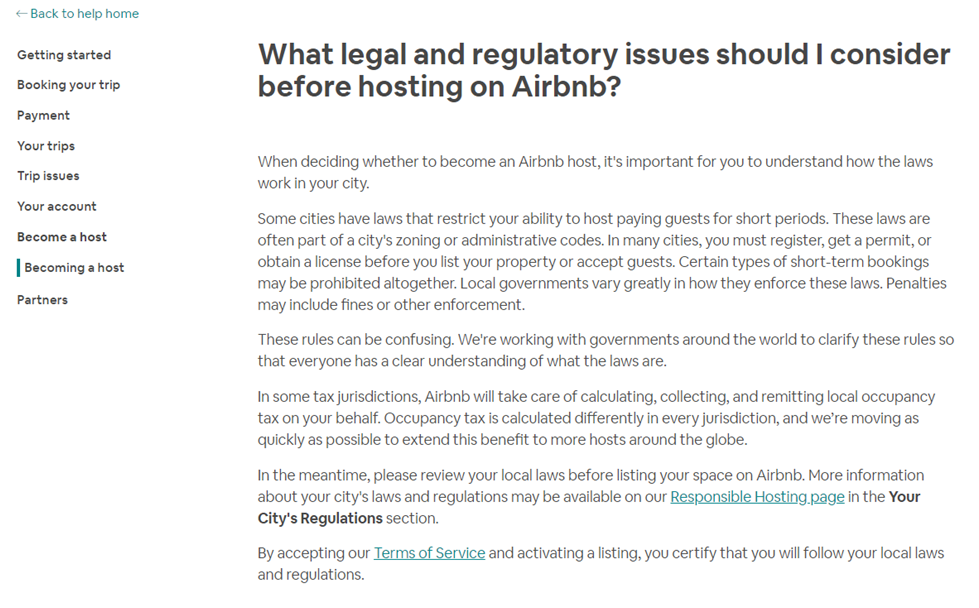 ← Back to help home
Getting started
Booking your trip
Payment
Your trips
Trip issues
Your account
Become a host
Becoming a host
Partners
What legal and regulatory issues should I consider
before hosting on Airbnb?
When deciding whether to become an Airbnb host, it's important for you to understand how the laws
work in your city.
Some cities have laws that restrict your ability to host paying guests for short periods. These laws are
often part of a city's zoning or administrative codes. In many cities, you must register, get a permit, or
obtain a license before you list your property or accept guests. Certain types of short-term bookings
may be prohibited altogether. Local governments vary greatly in how they enforce these laws. Penalties
may include fines or other enforcement.
These rules can be confusing. We're working with governments around the world to clarify these rules so
that everyone has a clear understanding of what the laws are.
In some tax jurisdictions, Airbnb will take care of calculating, collecting, and remitting local occupancy
tax on your behalf. Occupancy tax is calculated differently in every jurisdiction, and we’re moving as
quickly as possible to extend this benefit to more hosts around the globe.
In the meantime, please review your local laws before listing your space on Airbnb. More information
about your city's laws and regulations may be available on our Responsible Hosting page in the Your
City's Regulations section.
By accepting our Terms of Service and activating a listing, you certify that you will follow your local laws
and regulations.